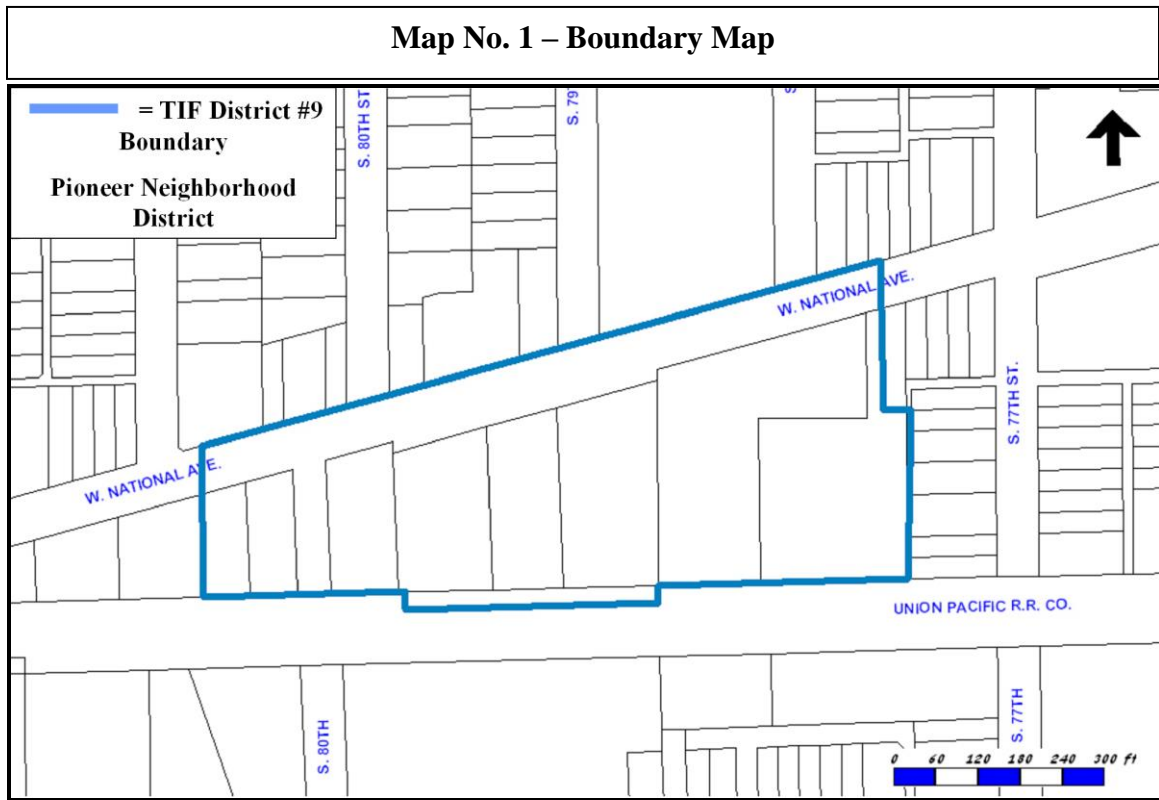 Map No. 1 – Boundary Map
= TIF District #9
Boundary
Pioneer Neighborhood
District
S. 80TH ST
S. 79
S.
W. NATIONAL AVE.
W. NATIONAL AVE.
S. 77TH ST.
UNION PACIFIC R.R. CO.
S. 80TH
S. 77TH
0 60 120 180 240 300 ft